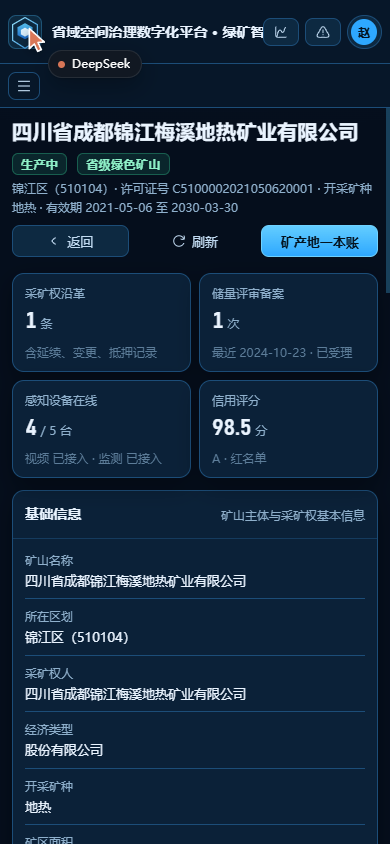 省域空间治理数字化平台 • 绿矿智
赵
DeepSeek
四川省成都锦江梅溪地热矿业有限公司
生产中
省级绿色矿山
锦江区（510104）· 许可证号 C5100002021050620001 · 开采矿种
地热 · 有效期 2021-05-06 至 2030-03-30
返回
刷新
矿产地一本账
采矿权沿革
1 条
含延续、变更、抵押记录
储量评审备案
1 次
最近 2024-10-23 · 已受理
感知设备在线
4 / 5 台
视频 已接入 · 监测 已接入
信用评分
98.5 分
A · 红名单
基础信息
矿山主体与采矿权基本信息
矿山名称
四川省成都锦江梅溪地热矿业有限公司
所在区划
锦江区（510104）
采矿权人
四川省成都锦江梅溪地热矿业有限公司
经济类型
股份有限公司
开采矿种
地热
矿区面积